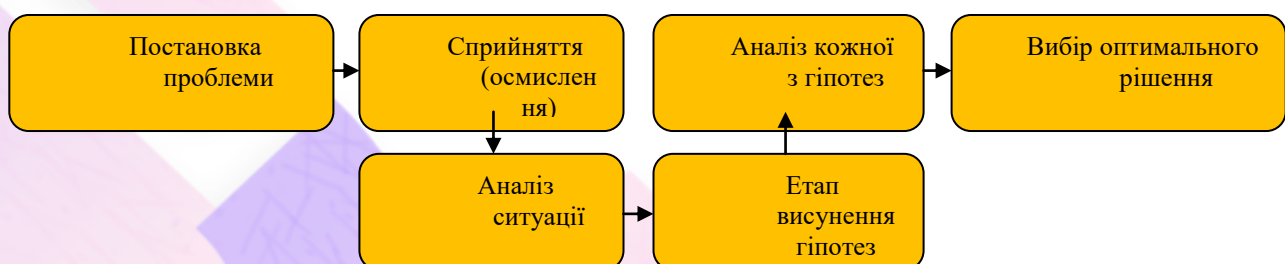 Постановка
проблеми
Сприйняття
(осмислен
ня)
Аналіз
ситуації
Етап
висунення
гіпотез
Аналіз кожної
з гіпотез
Вибір оптимального
рішення